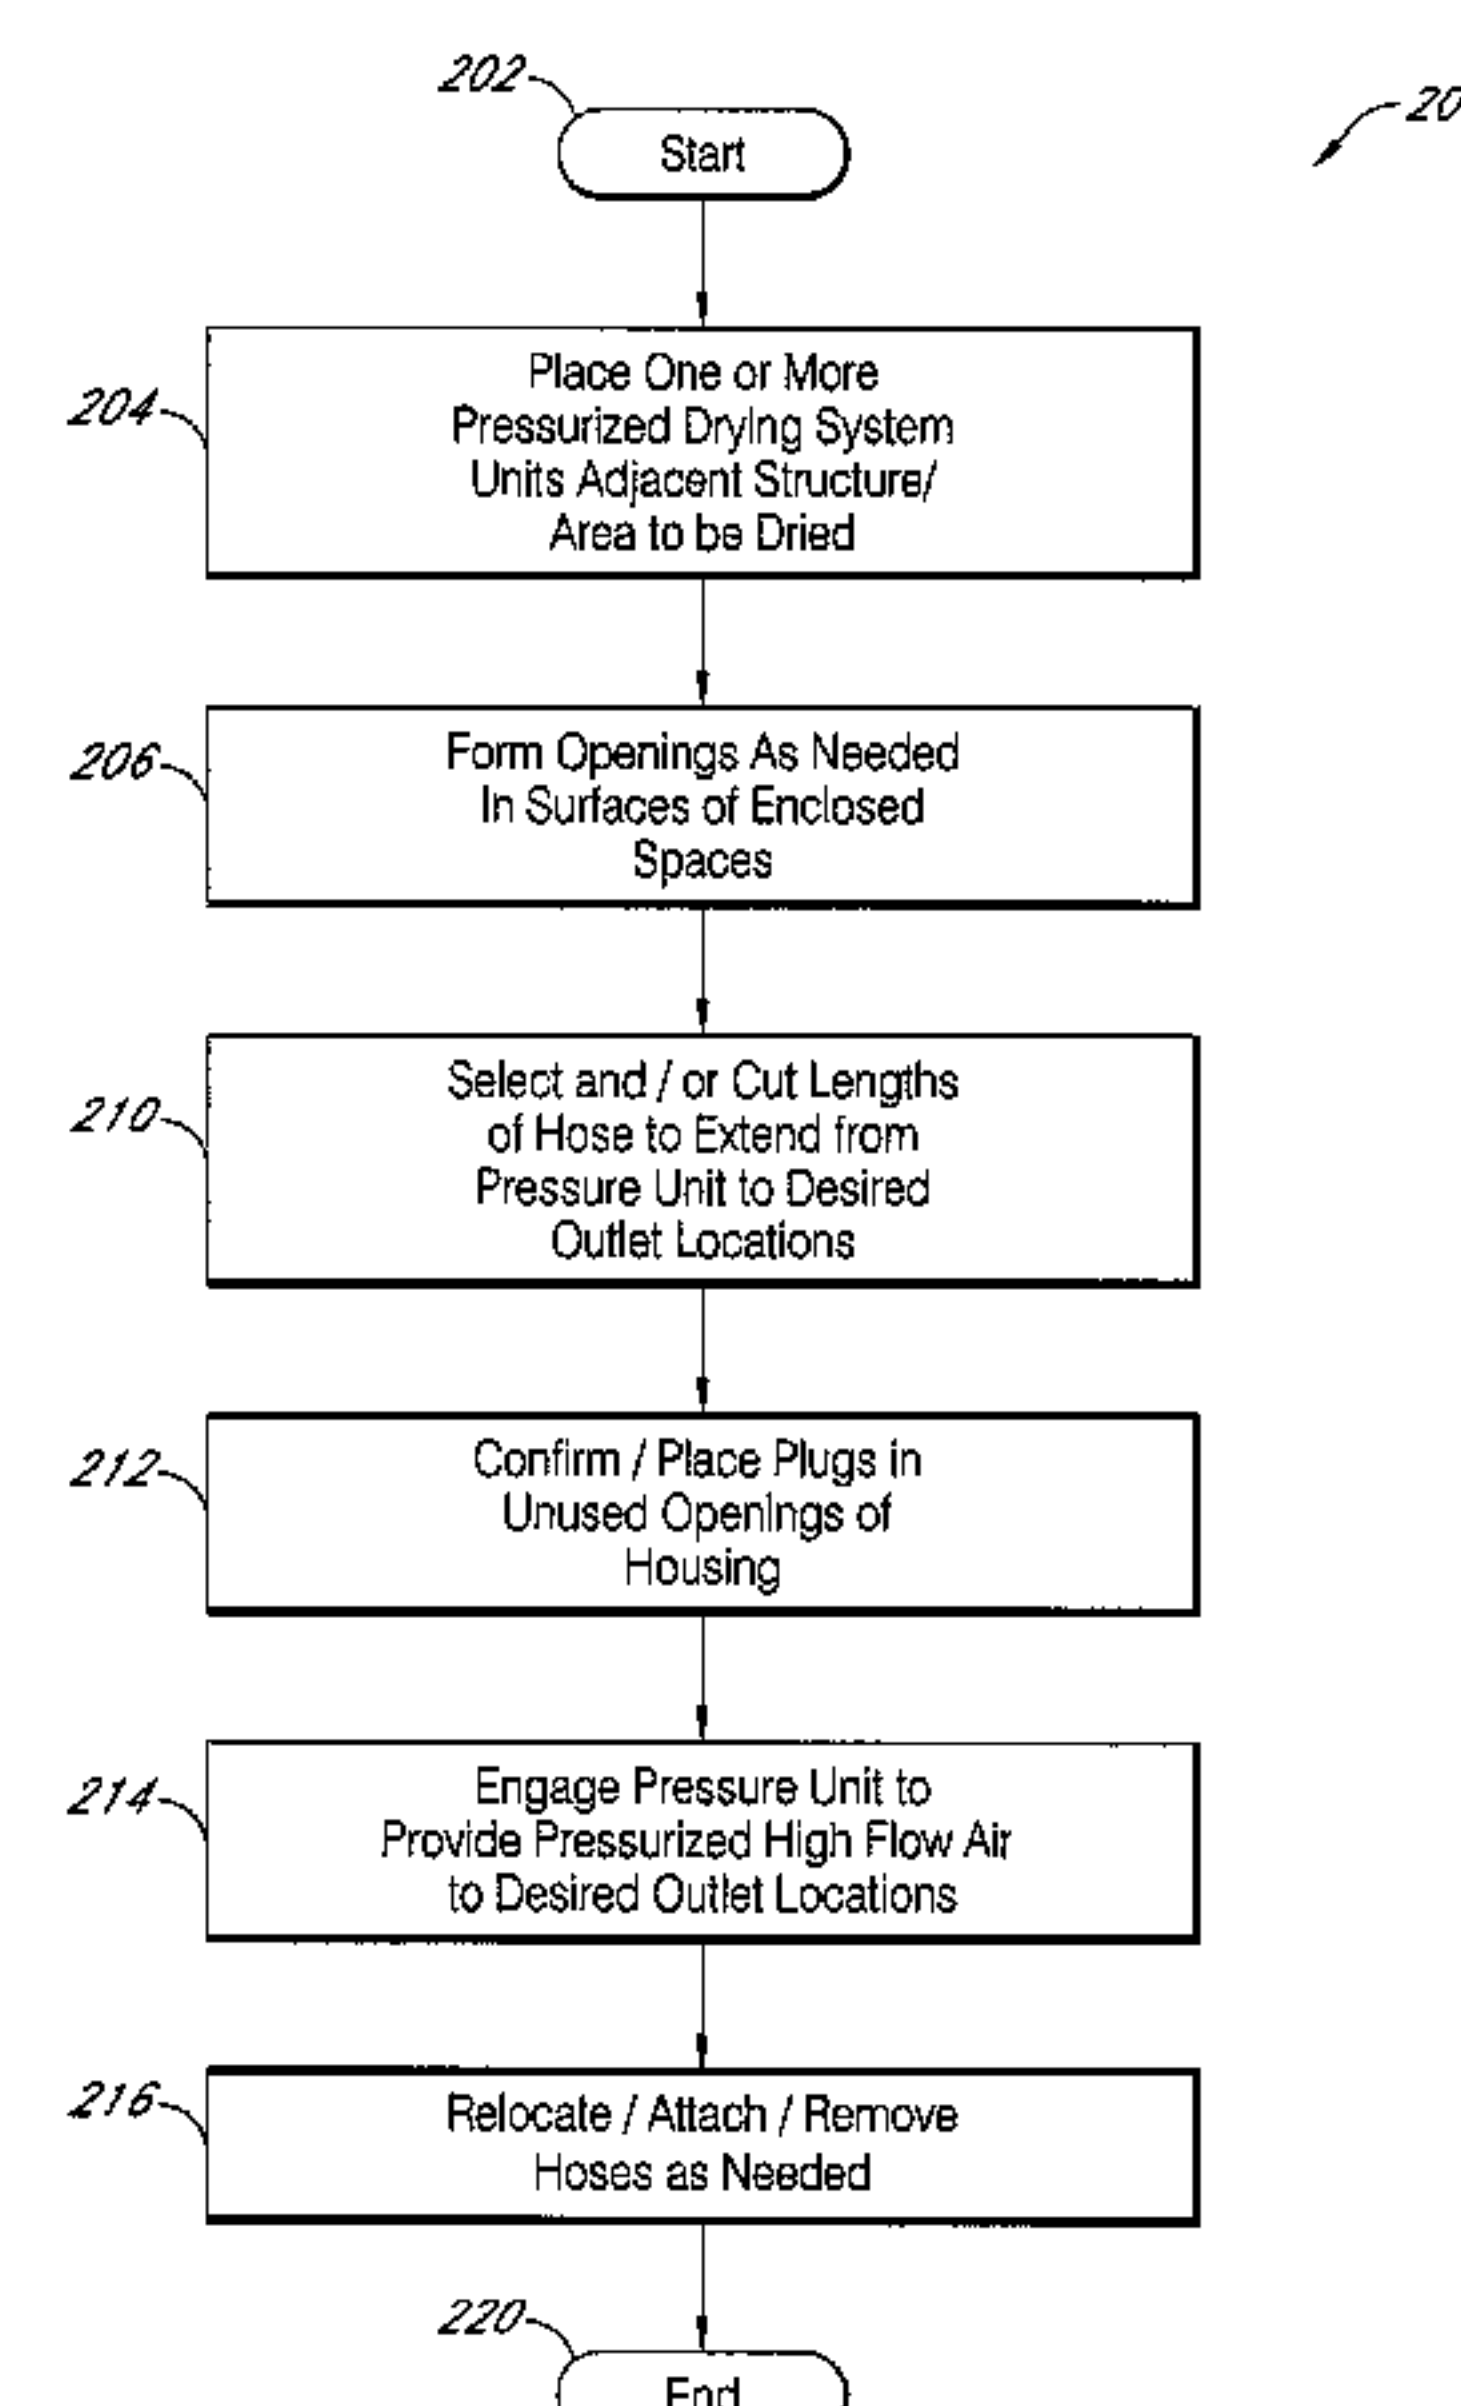 202
Start
20
204
Place One or More
Pressurized Drying System
Units Adjacent Structure/
Area to be Dried
206
Form Openings As Needed
In Surfaces of Enclosed
Spaces
210
Select and / or Cut Lengths
of Hose to Extend from
Pressure Unit to Desired
Outlet Locations
212
Confirm / Place Plugs in
Unused Openings of
Housing
214
Engage Pressure Unit to
Provide Pressurized High Flow Air
to Desired Outlet Locations
216
Relocate / Attach / Remove
Hoses as Needed
220
End